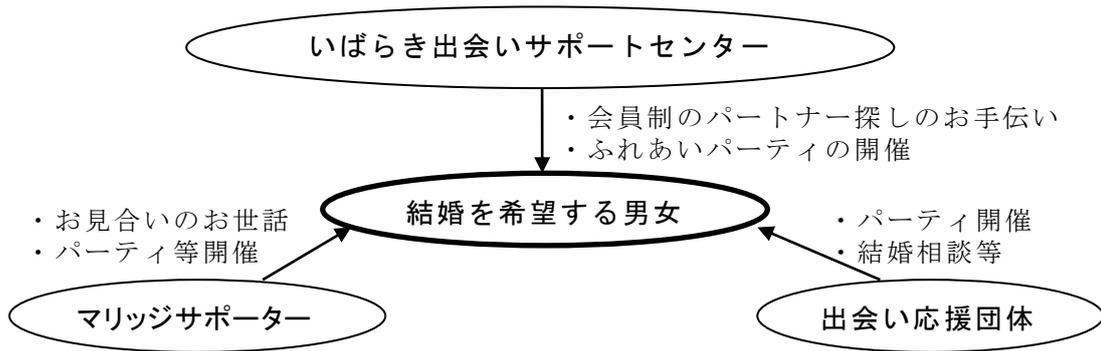 いばらき出会いサポートセンター
・会員制のパートナー探しのお手伝い
・ふれあいパーティの開催
結婚を希望する男女
・お見合いのお世話
・パーティ等開催
・パーティ開催
・結婚相談等
マリッジサポーター
出会い応援団体